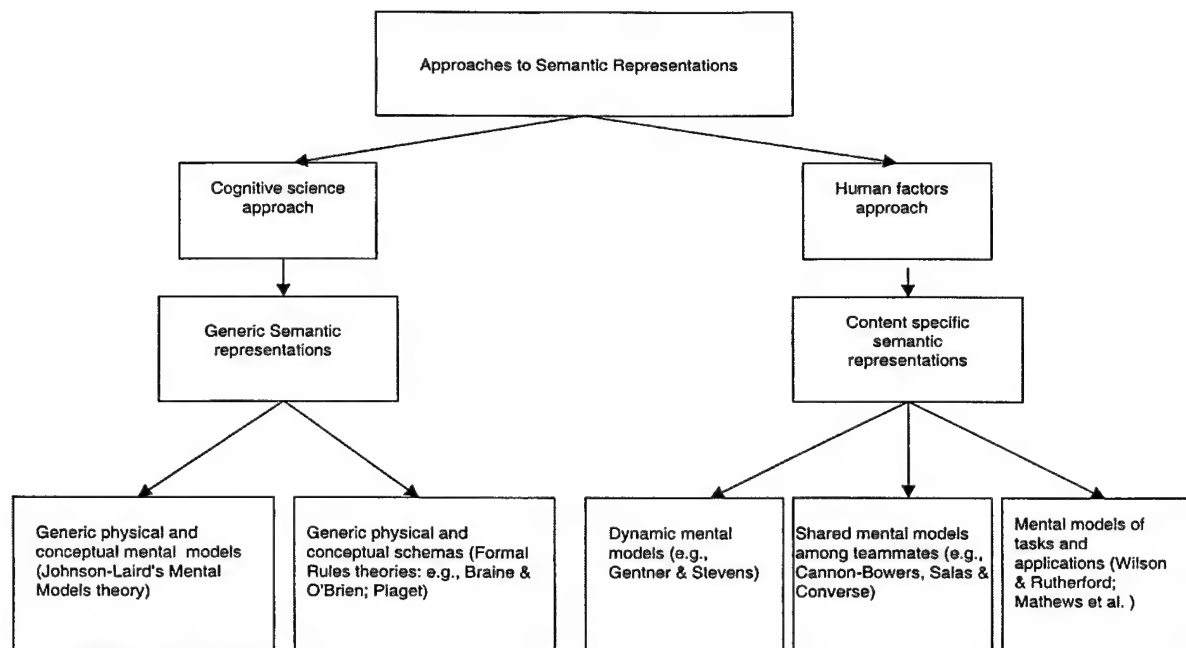 Approaches to Semantic Representations
Cognitive science
approach
Human factors
approach
Generic Semantic
representations
Content specific
semantic
representations
Generic physical and
conceptual mental models
(Johnson-Laird's Mental
Models theory)
Generic physical and
conceptual schemas (Formal
Rules theories: e.g., Braine &
O'Brien; Piaget)
Dynamic mental
models (e.g.,
Gentner & Stevens)
Shared mental models
among teammates (e.g.,
Cannon-Bowers, Salas &
Converse)
Mental models of
tasks and
applications (Wilson
& Rutherford;
Mathews et al. )